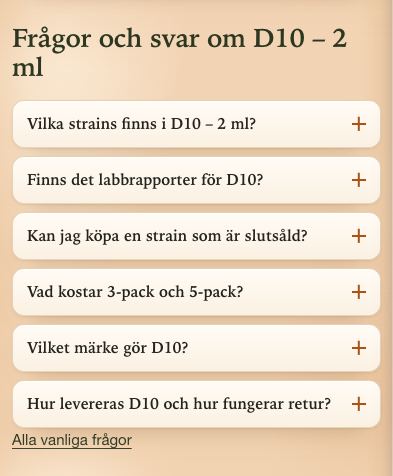 Frågor och svar om D10 – 2
ml
Vilka strains finns i D10 – 2 ml?
Finns det labbrapporter för D10?
Kan jag köpa en strain som är slutsåld?
Vad kostar 3-pack och 5-pack?
Vilket märke gör D10?
Hur levereras D10 och hur fungerar retur?
Alla vanliga frågor